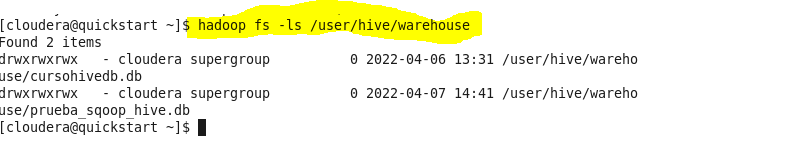 [cloudera@quickstart ~]$ hadoop fs -ls /user/hive/warehouse
Found 2 items
drwxrwxrwx   - cloudera supergroup          0 2022-04-06 13:31 /user/hive/wareho
use/cursohivedb.db
drwxrwxrwx   - cloudera supergroup          0 2022-04-07 14:41 /user/hive/wareho
use/prueba_sqoop_hive.db
[cloudera@quickstart ~]$